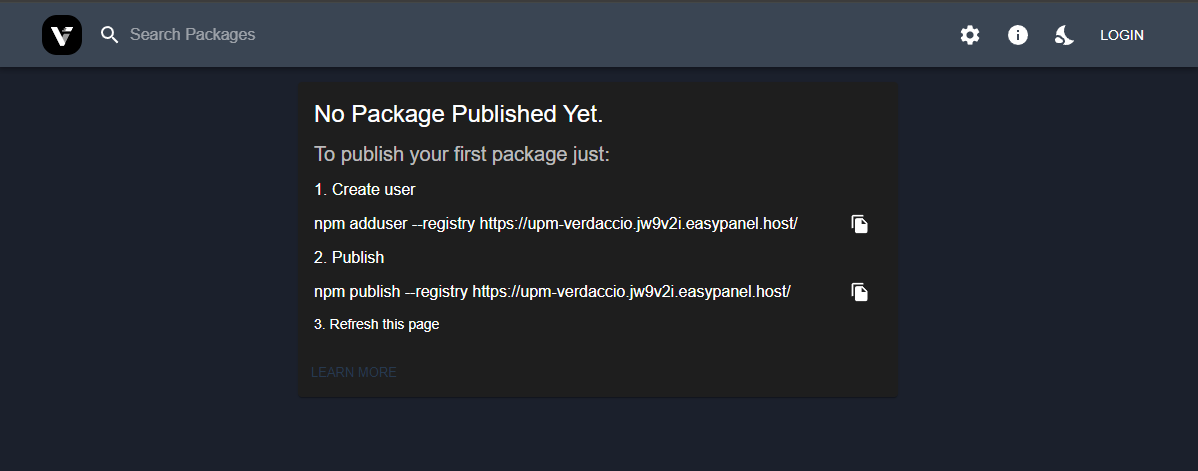 Search Packages
LOGIN
No Package Published Yet.
To publish your first package just:
1. Create user
npm adduser --registry https://upm-verdaccio.jw9v2i.easypanel.host/
2. Publish
npm publish --registry https://upm-verdaccio.jw9v2i.easypanel.host/
3. Refresh this page
LEARN MORE